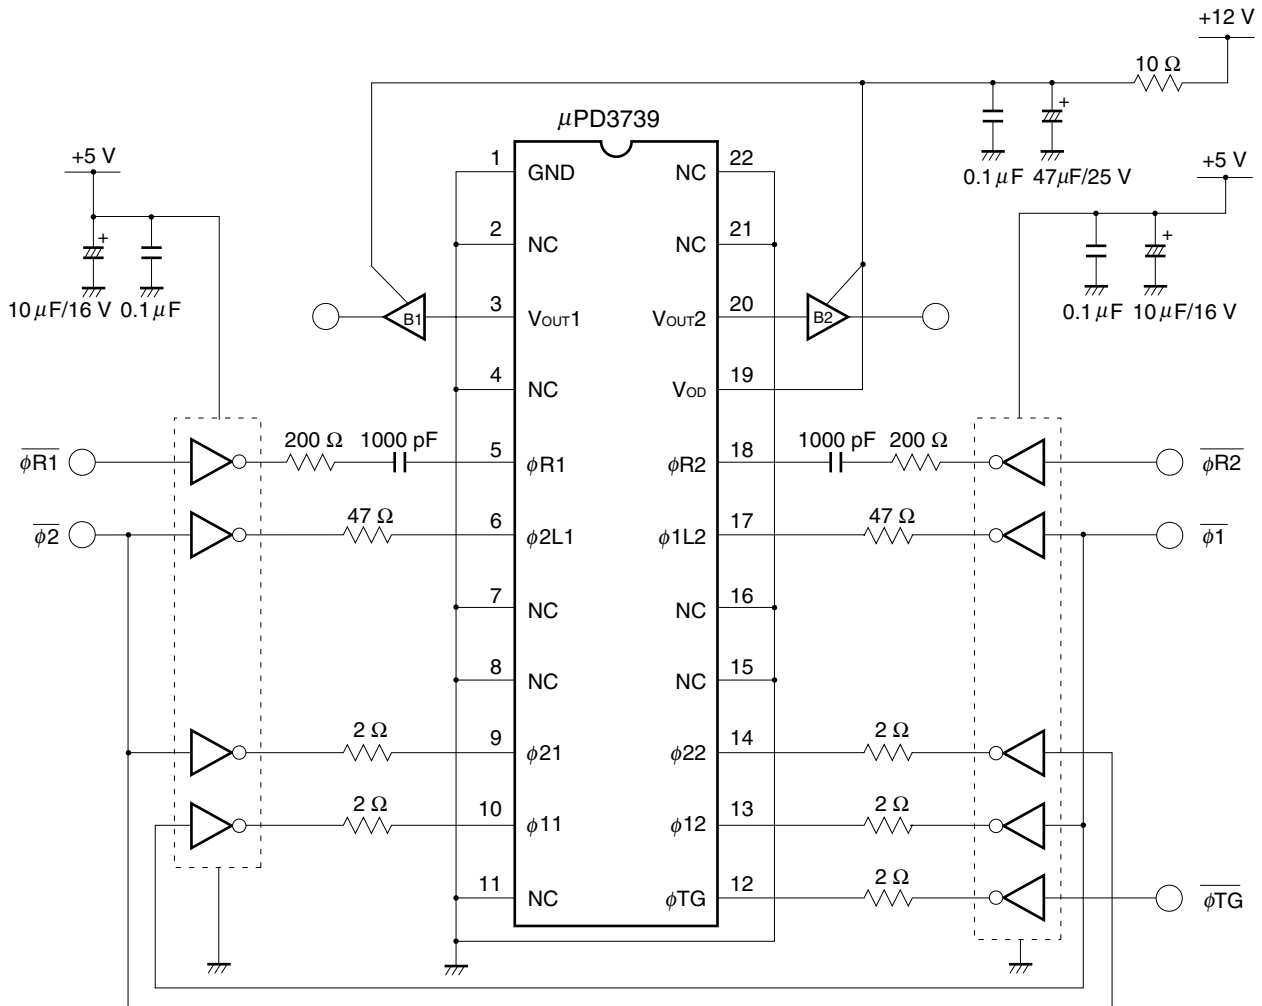 +12 V
10 Ω
μPD3739
+5 V
+
+5 V
0.1 μF 47μF/25 V
1 GND NC 22
+
2 NC NC 21
+
10 μF/16 V 0.1 μF
0.1 μF 10 μF/16 V
B1 3 VOUT1 VOUT2 20 B2
4 NC VOD 19
φR1 200 Ω 1000 pF 5 φR1 φR2 18 1000 pF 200 Ω φR2
φ2 47 Ω 6 φ2L1 φ1L2 17 47 Ω φ1
7 NC NC 16
8 NC NC 15
2 Ω 9 φ21 φ22 14 2 Ω
2 Ω 10 φ11 φ12 13 2 Ω
11 NC φTG 12 2 Ω φTG